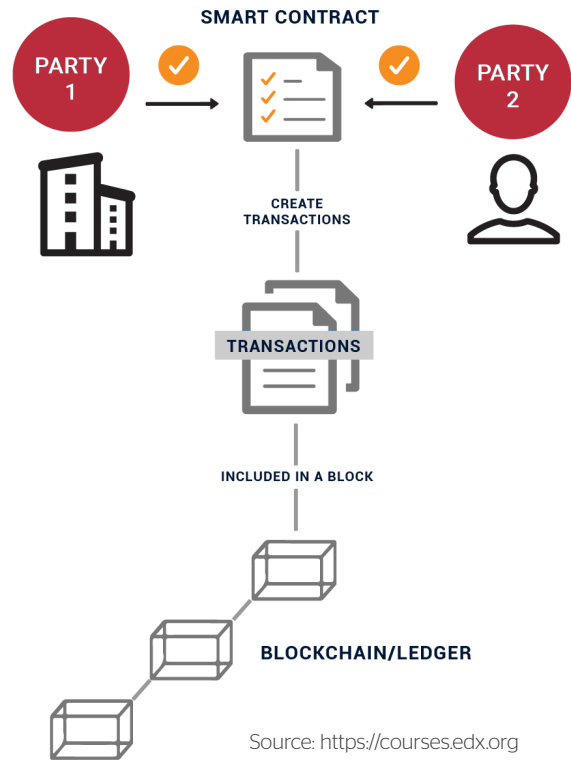 SMART CONTRACT
PARTY
1
PARTY
2
CREATE
TRANSACTIONS
TRANSACTIONS
INCLUDED IN A BLOCK
BLOCKCHAIN/LEDGER
Source: https://courses.edx.org